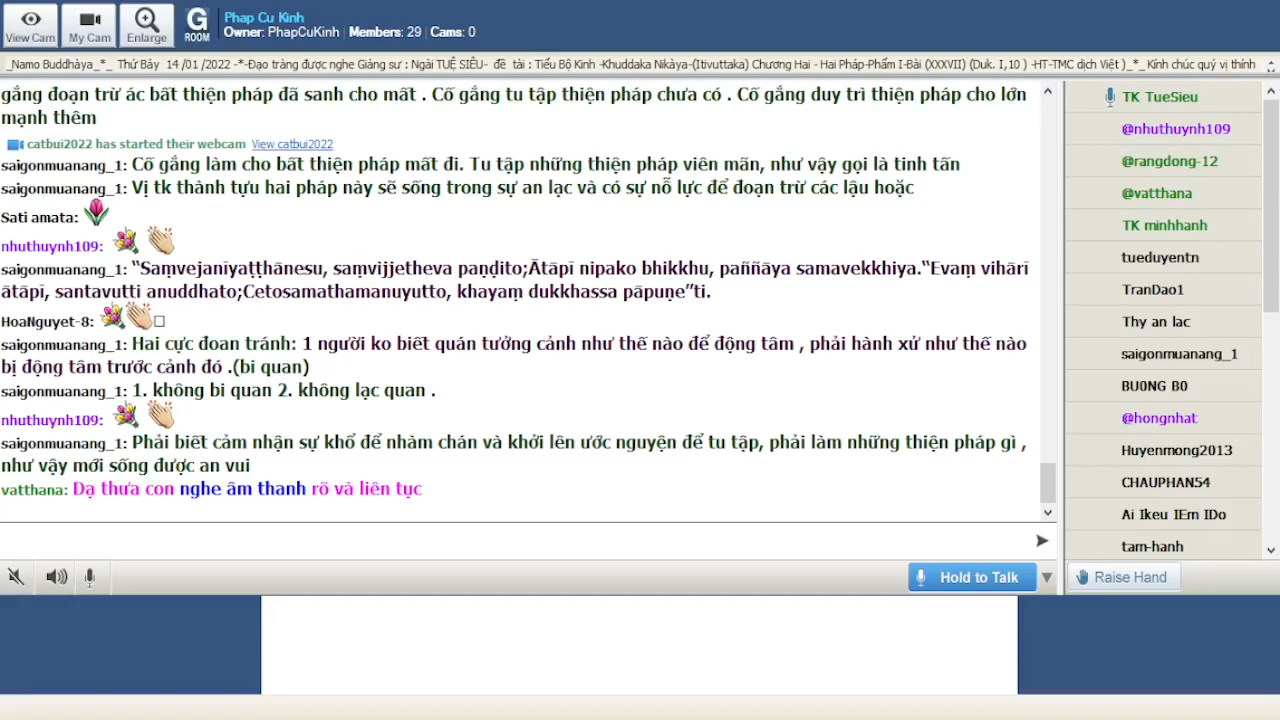 View Cam
My Cam
Enlarge
G
ROOM
Phap Cu Kinh
Owner: PhapCuKinh | Members: 29 | Cams: 0
_Namo Buddhàya_*_ Thứ Bảy 14 /01 /2022 -*-Đạo tràng được nghe Giảng sư : Ngài TUỆ SIÊU- đề tài : Tiểu Bộ Kinh -Khuddaka Nikàya-(Itivuttaka) Chương Hai - Hai Pháp-Phẩm I-Bài (XXXVII) (Duk. I,10 ) -HT-TMC dịch Việt )_*_Kính chúc quý vị thính
gắng đoạn trừ ác bất thiện pháp đã sanh cho mất . Cố gắng tu tập thiện pháp chưa có . Cố gắng duy trì thiện pháp cho lớn
mạnh thêm
catbui2022 has started their webcam View catbui2022
saigonmuanang_1: Cố gắng làm cho bất thiện pháp mất đi. Tu tập những thiện pháp viên mãn, như vậy gọi là tinh tấn
saigonmuanang_1: Vị tk thành tựu hai pháp này sẽ sống trong sự an lạc và có sự nỗ lực để đoạn trừ các lậu hoặc
Sati amata:
nhuthuynh109:
saigonmuanang_1: “Saṃvejanīyaṭṭhānesu, saṃvijjetheva paṇḍito;Ātāpī nipako bhikkhu, paññāya samavekkhiya.“Evaṃ vihārī
ātāpī, santavutti anuddhato;Cetosamathamanuyutto, khayaṃ dukkhassa pāpuṇe”ti.
HoaNguyet-8:
saigonmuanang_1: Hai cực đoan tránh: 1 người ko biết quán tưởng cảnh như thế nào để động tâm , phải hành xử như thế nào
bị động tâm trước cảnh đó .(bi quan)
saigonmuanang_1: 1. không bi quan 2. không lạc quan .
nhuthuynh109:
saigonmuanang_1: Phải biết cảm nhận sự khổ để nhàm chán và khởi lên ước nguyện để tu tập, phải làm những thiện pháp gì ,
như vậy mới sống được an vui
vatthana: Dạ thưa con nghe âm thanh rõ và liên tục
Hold to Talk
TK TueSieu
@nhuthuynh109
@rangdong-12
@vatthana
TK minhhanh
tueduyentn
TranDao1
Thy an lac
saigonmuanang_1
BU0NG B0
@hongnhat
Huyenmong2013
CHAUPHAN54
Ai Ikeu IEm IDo
tam-hanh
Raise Hand